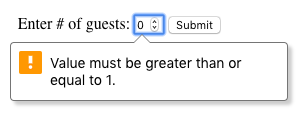 Enter # of guests: 0 Submit
! Value must be greater than or
equal to 1.